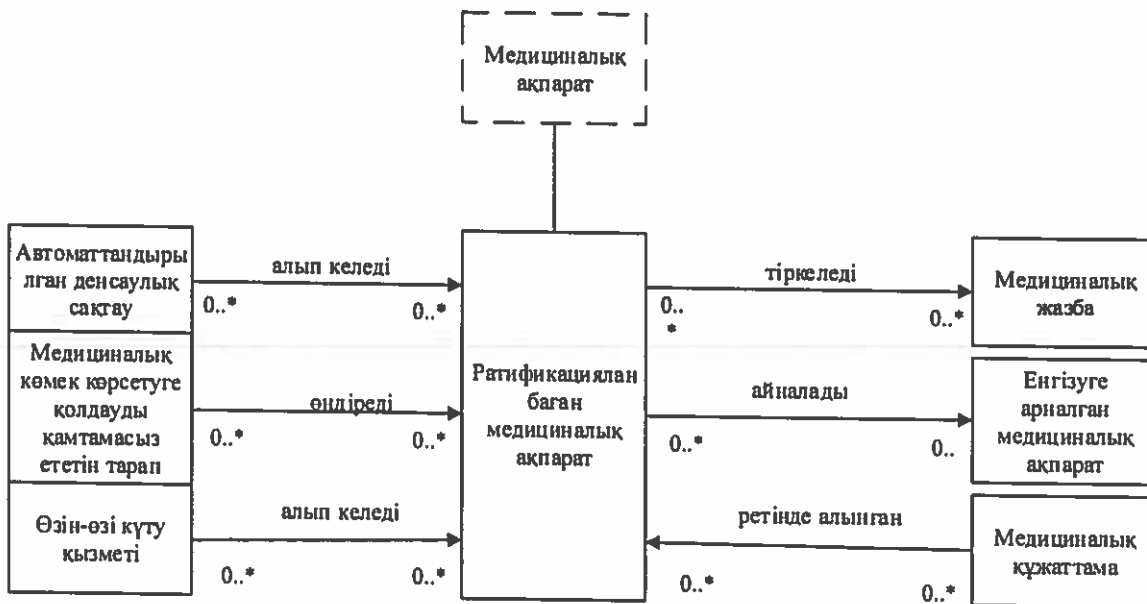 Медициналық
ақпарат
Автоматтандыры
лған денсаулық
сақтау
алып келеді
0..*
0..*
Медициналық
көмек көрсетуге
қолдауды
қамтамасыз
ететін тарап
өндіреді
0..*
0..*
Өзін-өзі күту
қызметі
алып келеді
0..*
0..*
Ратификациялан
баған
медициналық
ақпарат
тіркеледі
0..
*
0..*
Медициналық
жазба
айналады
0..*
0..
Енгізуге
арналған
медициналық
ақпарат
ретінде алынған
0..*
0..*
Медициналық
құжаттама